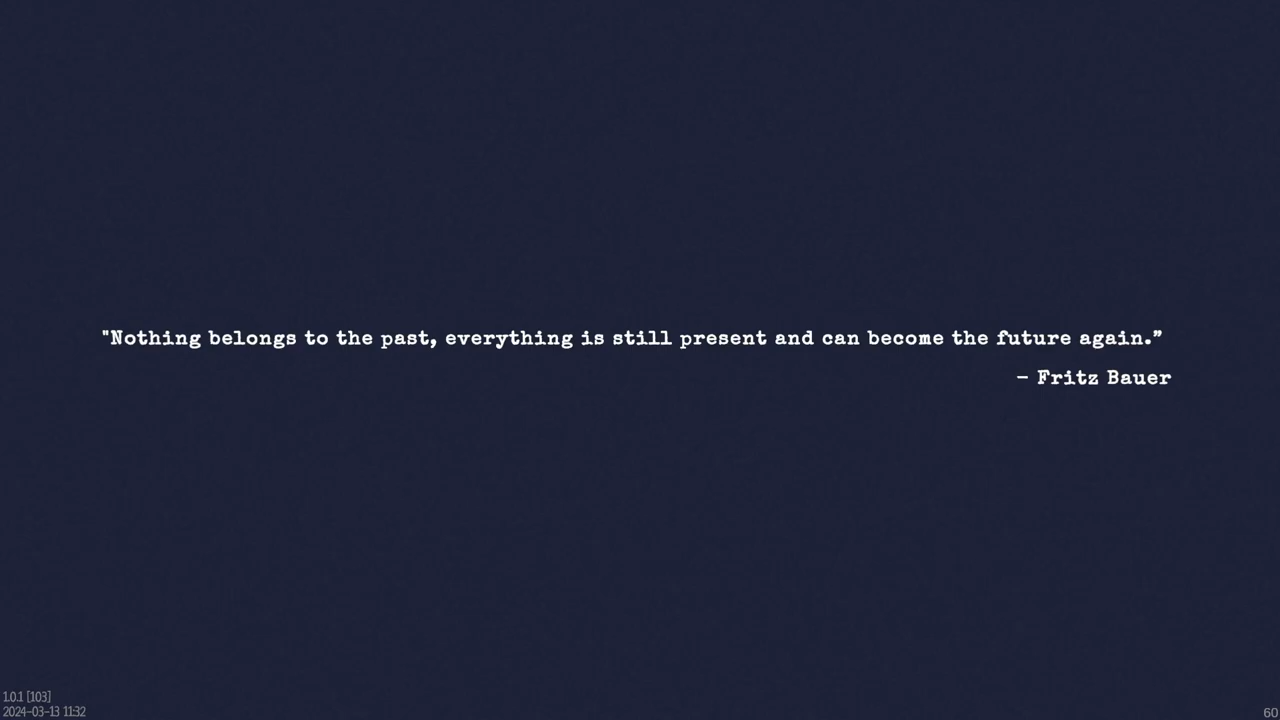 "Nothing belongs to the past, everything is still present and can become the future again.”
– Fritz Bauer
1.0.1 [103]
2024-03-13 11:32
60